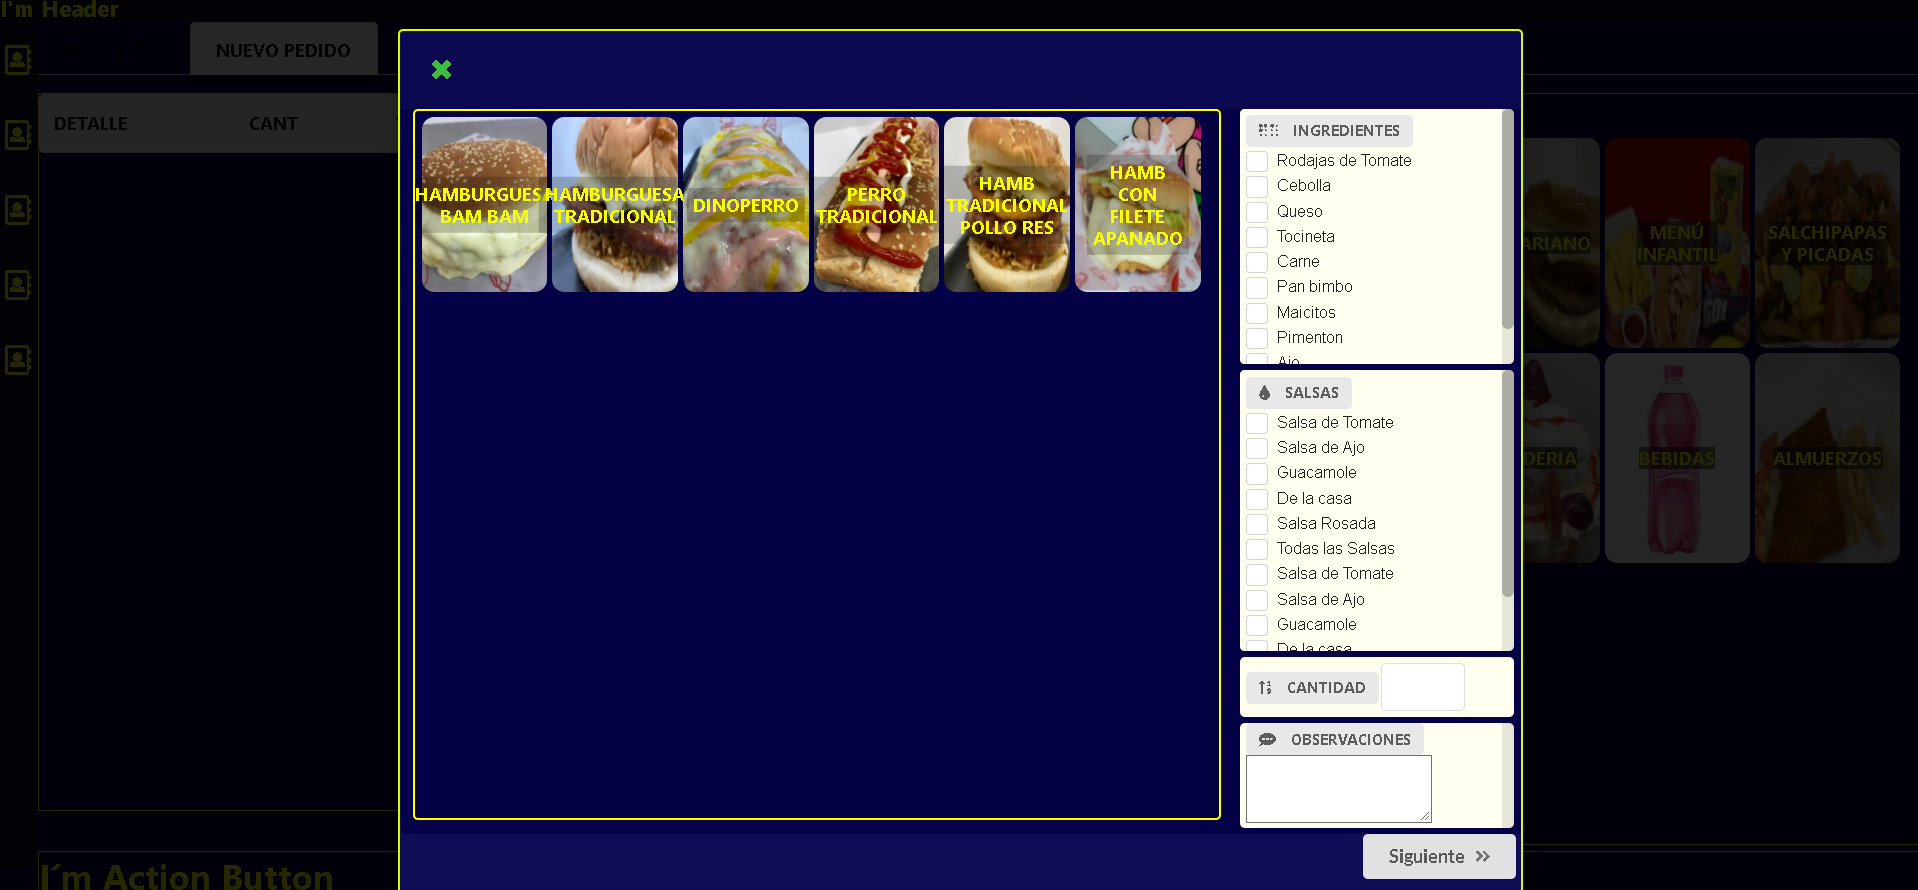 I'm Header
NUEVO PEDIDO
DETALLE
CANT
HAMBURGUESA
BAM BAM
HAMBURGUESA
TRADICIONAL
DINOPERRO
PERRO
TRADICIONAL
HAMB
TRADICIONAL
POLLO RES
HAMB
CON
FILETE
APANADO
INGREDIENTES
Rodajas de Tomate
Cebolla
Queso
Tocineta
Carne
Pan bimbo
Maicitos
Pimenton
Ajo
SALSAS
Salsa de Tomate
Salsa de Ajo
Guacamole
De la casa
Salsa Rosada
Todas las Salsas
Salsa de Tomate
Salsa de Ajo
Guacamole
De la casa
CANTIDAD
OBSERVACIONES
Siguiente
ARIANO
MENÚ
INFANTIL
SALCHIPAPAS
Y PICADAS
DERIA
BEBIDAS
ALMUERZOS
I´m Action Button